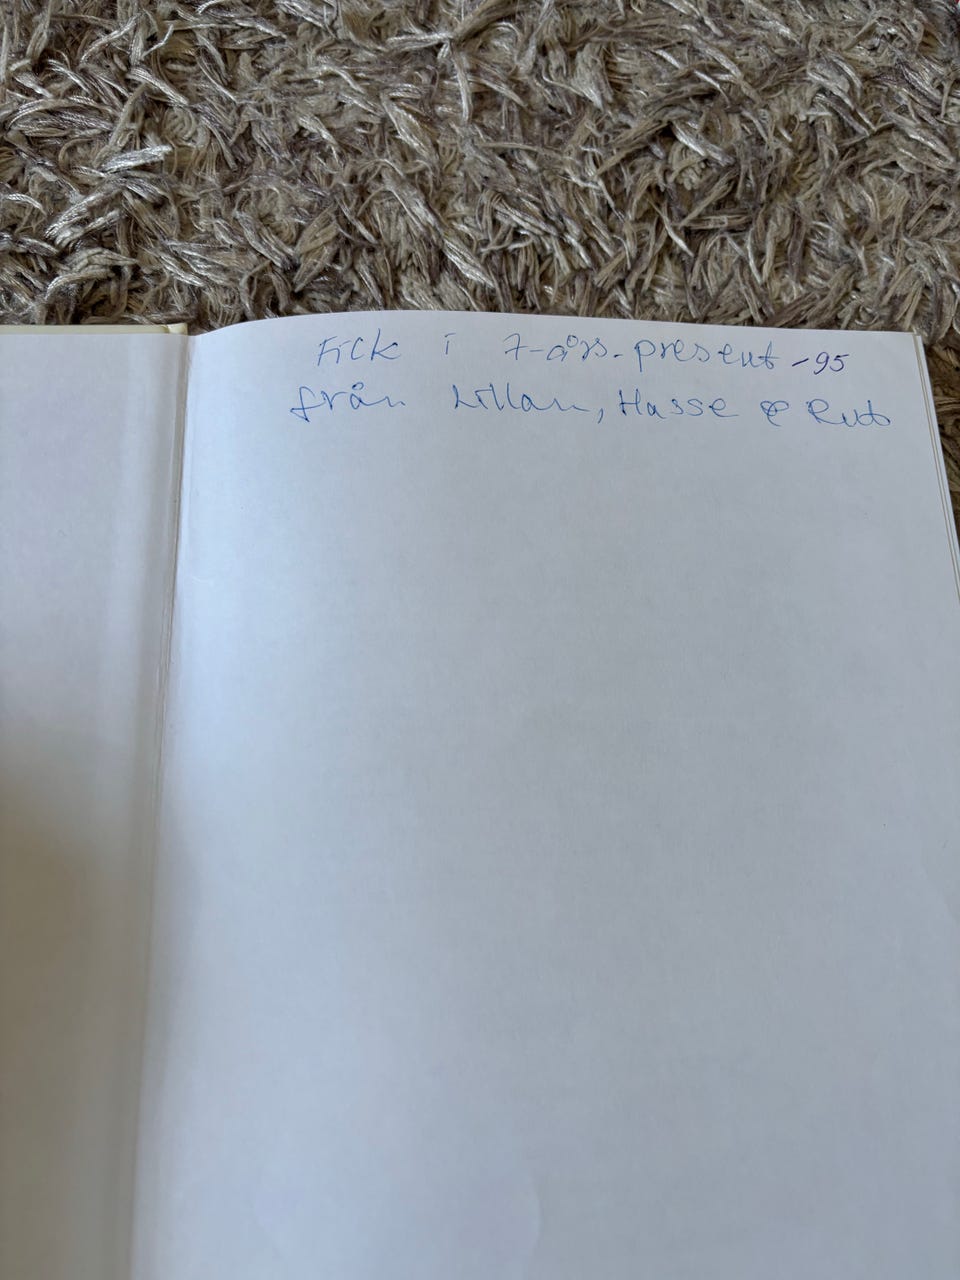 Fick i 7-års-present -95
från Lillan, Hasse & Rut